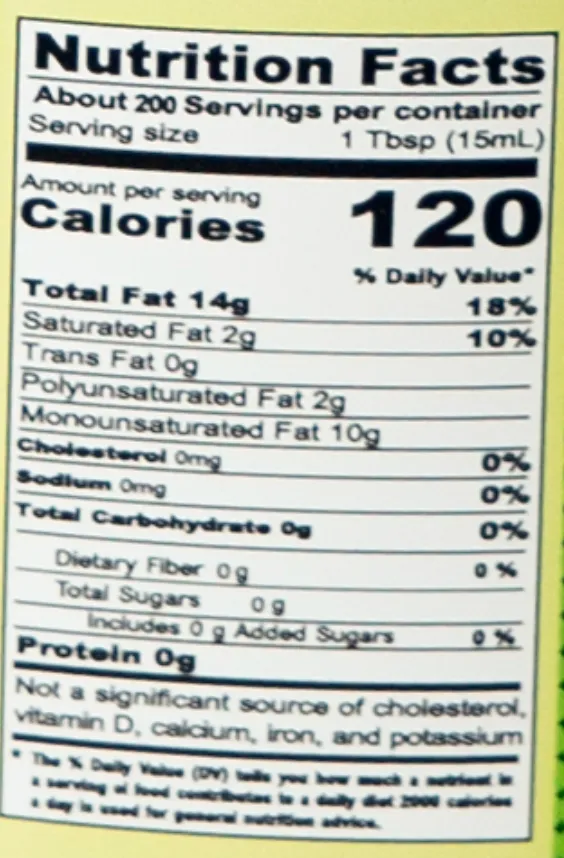 Nutrition Facts
About 200 Servings per container
Serving size 1 Tbsp (15mL)
Amount per serving
Calories 120
% Daily Value*
Total Fat 14g 18%
Saturated Fat 2g 10%
Trans Fat 0g
Polyunsaturated Fat 2g
Monounsaturated Fat 10g
Cholesterol 0mg 0%
Sodium 0mg 0%
Total Carbohydrate 0g 0%
Dietary Fiber 0g 0%
Total Sugars 0g
Includes 0g Added Sugars 0%
Protein 0g
Not a significant source of cholesterol,
vitamin D, calcium, iron, and potassium
* The % Daily Value (DV) tells you how much a nutrient in
a serving of food contributes to a daily diet 2000 calories
a day is used for general nutrition advice.